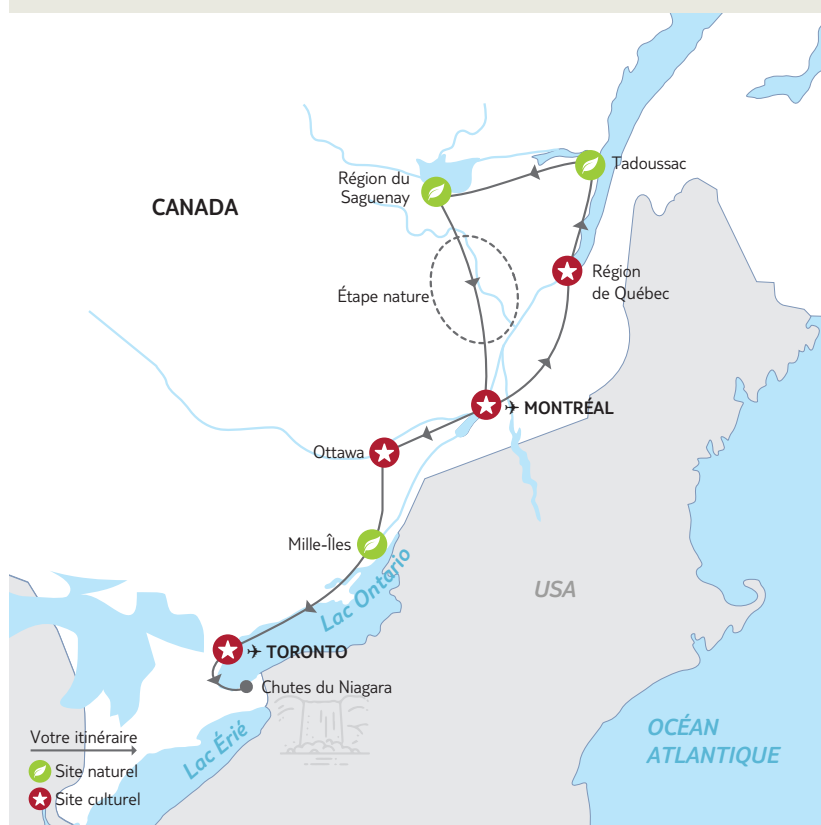 Tadoussac
Région du
Saguenay
CANADA
Région
de Québec
Étape nature
MONTRÉAL
Ottawa
Mille-Îles
Lac Ontario
USA
TORONTO
Chutes du Niagara
Lac Érié
OCÉAN
ATLANTIQUE
Votre itinéraire
Site naturel
Site culturel